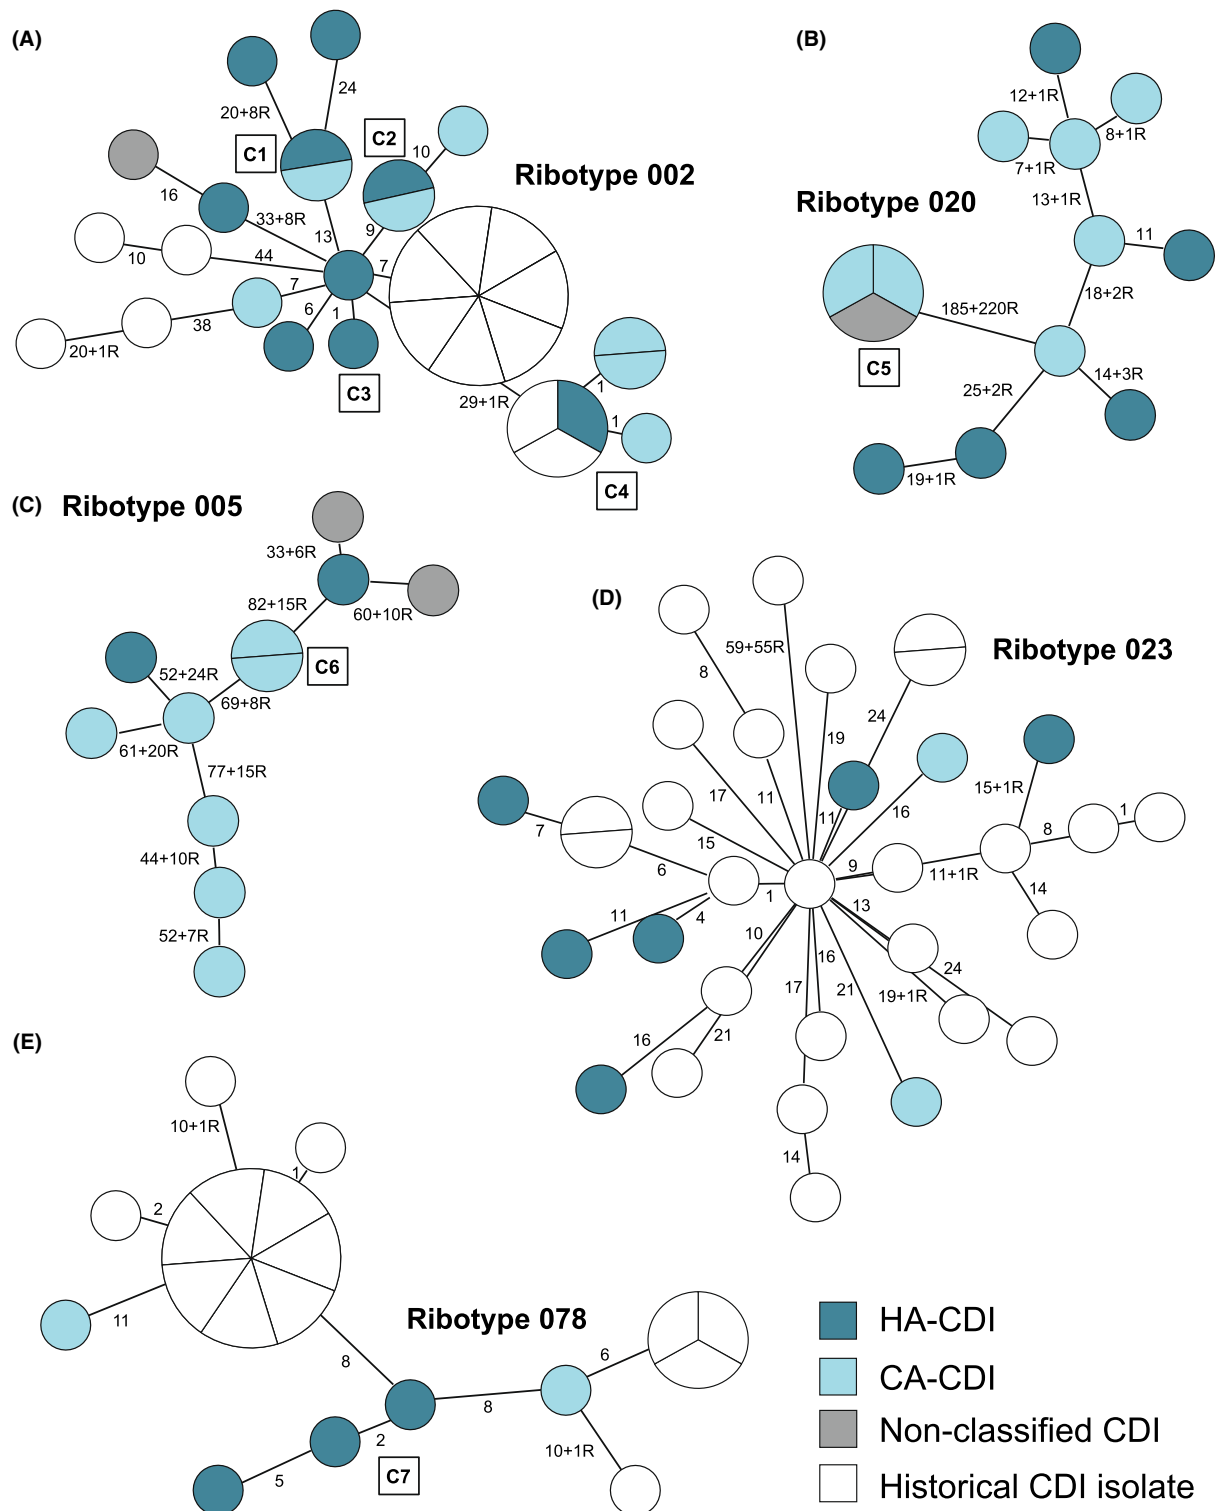 (A)
24
20+8R
C1
C2
10
Ribotype 002
16
33+8R
13
9
10
44
7
7
6
1
38
20+1R
C3
29+1R
1
1
C4
(B)
12+1R
8+1R
7+1R
Ribotype 020
13+1R
11
18+2R
185+220R
C5
14+3R
25+2R
19+1R
(C) Ribotype 005
33+6R
82+15R
60+10R
52+24R
C6
69+8R
61+20R
77+15R
44+10R
52+7R
(D)
Ribotype 023
59+55R
8
24
19
17
11
11
16
15+1R
7
15
8
1
6
9
11+1R
1
14
11
4
13
10
16
24
17
21
19+1R
16
21
14
(E)
10+1R
1
2
11
Ribotype 078
8
6
8
2
10+1R
C7
5
HA-CDI
CA-CDI
Non-classified CDI
Historical CDI isolate